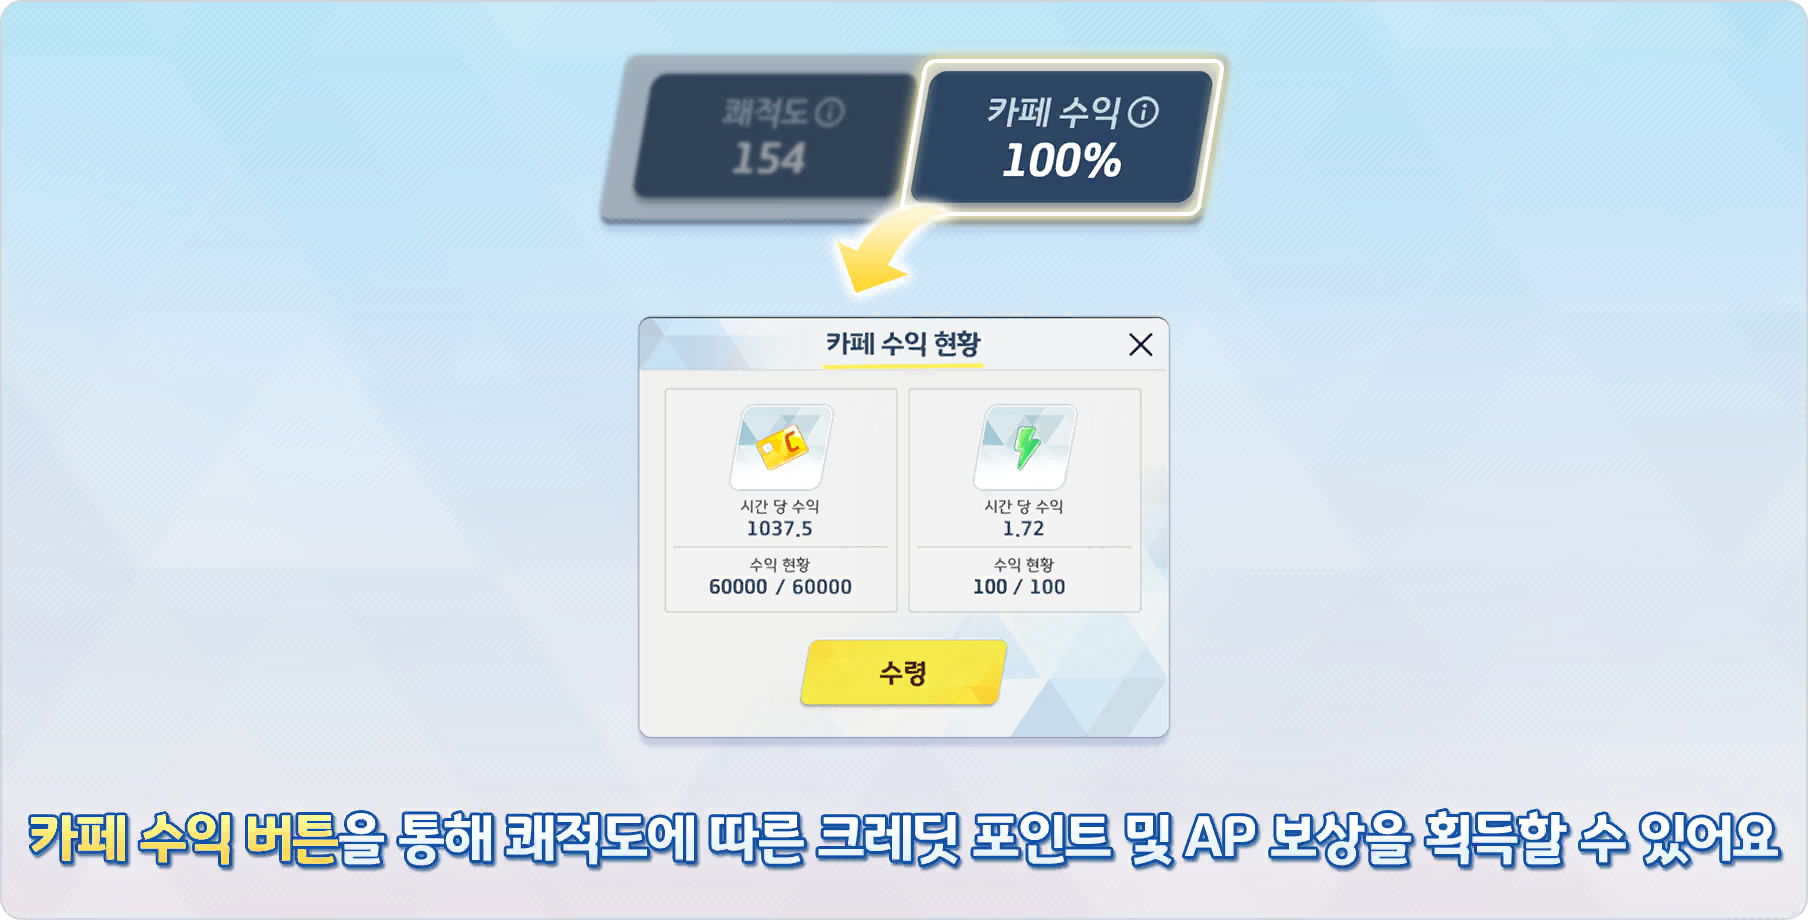 쾌적도 카페 수익
154 100%
카페 수익 현황
시간 당 수익 시간 당 수익
1037.5 1.72
수익 현황 수익 현황
60000 / 60000 100 / 100
수령
카페 수익 버튼을 통해 쾌적도에 따른 크레딧 포인트 및 AP 보상을 획득할 수 있어요